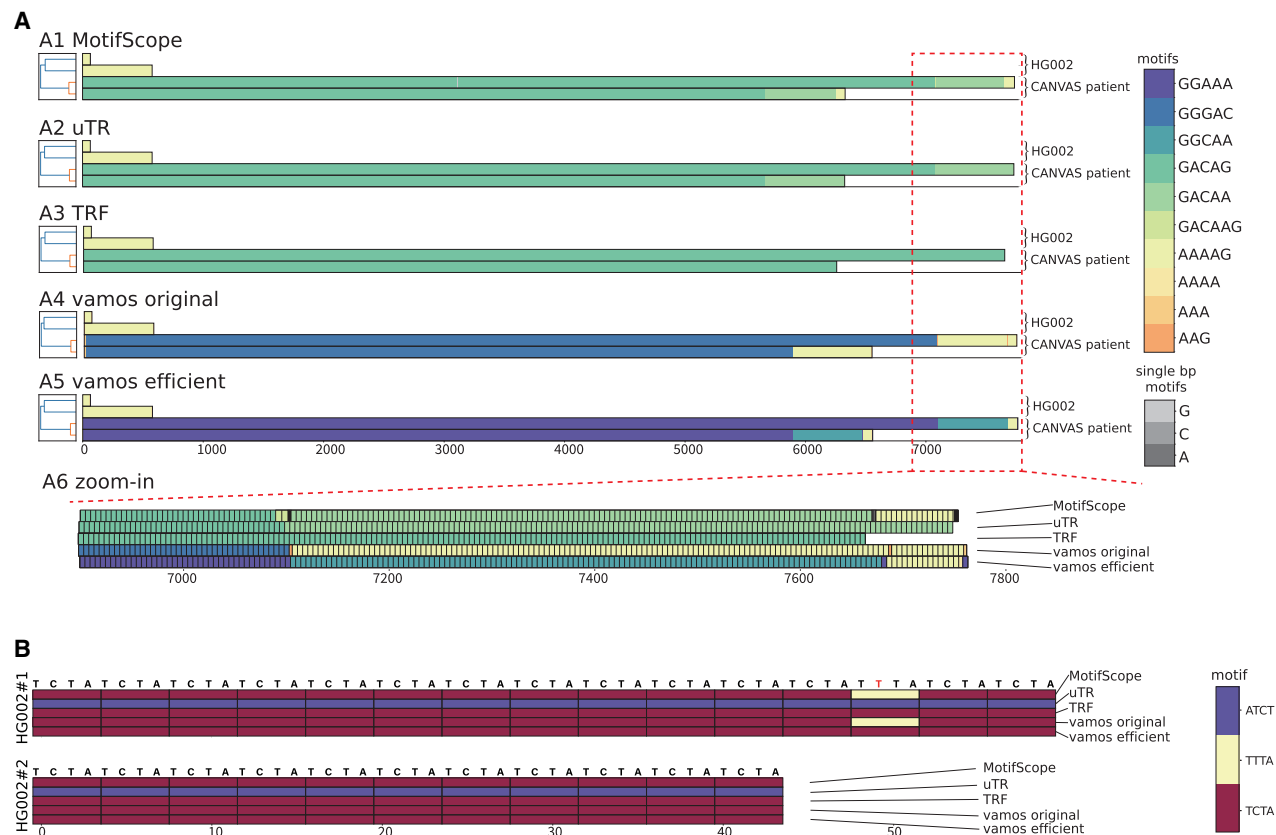 A
A1 MotifScope
HG002
CANVAS patient
A2 uTR
HG002
CANVAS patient
A3 TRF
HG002
CANVAS patient
A4 vamos original
HG002
CANVAS patient
A5 vamos efficient
HG002
CANVAS patient
0 1000 2000 3000 4000 5000 6000 7000
motifs
GGAAA
GGGAC
GGCAA
GACAG
GACAA
GACAAG
AAAAG
AAAA
AAA
AAG
single bp
motifs
G
C
A
A6 zoom-in
MotifScope
uTR
TRF
vamos original
vamos efficient
7000 7200 7400 7600 7800
B
HG002#1
T C T A T C T A T C T A T C T A T C T A T C T A T C T A T C T A T C T A T C T A T C T A T C T A T T T A T C T A T C T A
MotifScope
uTR
TRF
vamos original
vamos efficient
HG002#2
T C T A T C T A T C T A T C T A T C T A T C T A T C T A T C T A T C T A T C T A T C T A
MotifScope
uTR
TRF
vamos original
vamos efficient
0 10 20 30 40 50
motif
ATCT
TTTA
TCTA